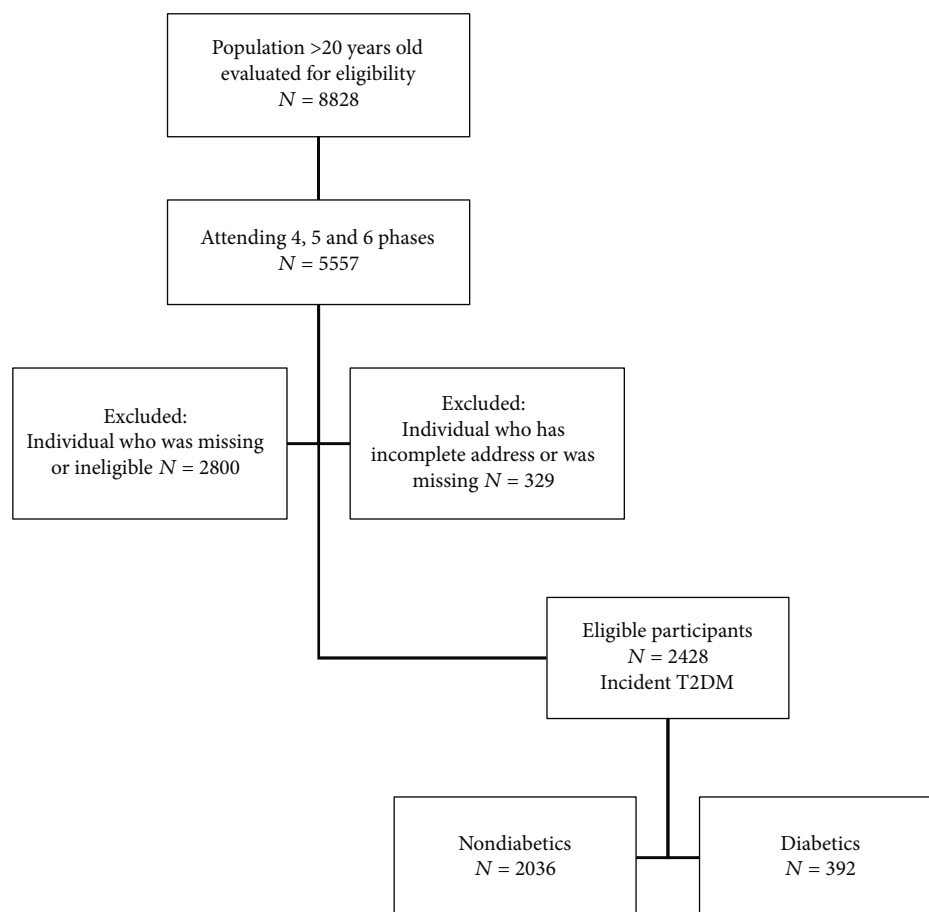 Population >20 years old
evaluated for eligibility
N = 8828
Attending 4, 5 and 6 phases
N = 5557
Excluded:
Individual who was missing
or ineligible N = 2800
Excluded:
Individual who has
incomplete address or was
missing N = 329
Eligible participants
N = 2428
Incident T2DM
Nondiabetics
N = 2036
Diabetics
N = 392